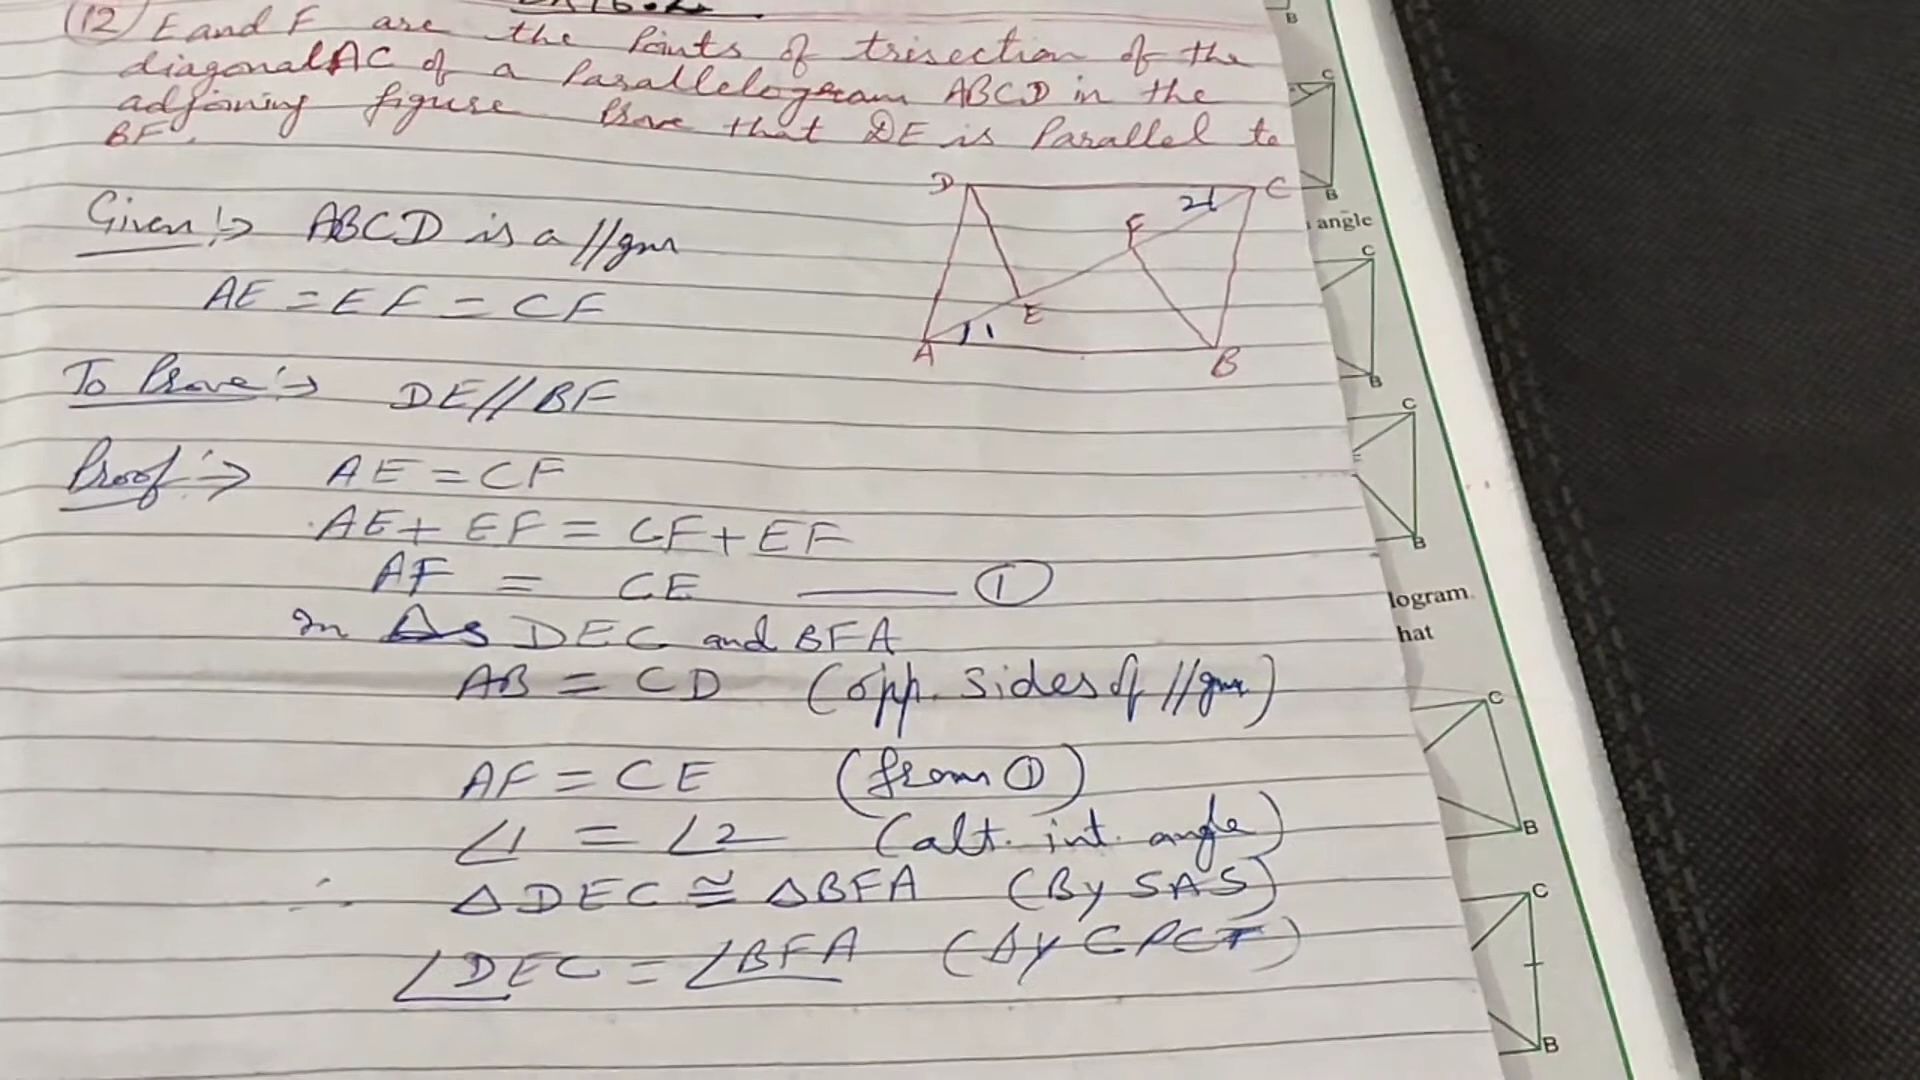 (12) E and F are the Points of trisection of the
diagonal AC of a Parallelogram ABCD in the
adjoining figure Prove that DE is Parallel to
BF.
D
C
2
F
E
1
A
B
Given :→ ABCD is a //gm
AE = EF = CF
To Prove :→ DE//BF
Proof :→ AE = CF
AE + EF = CF + EF
AF = CE —— ①
In Δs DEC and BFA
AB = CD (opp. sides of //gm)
AF = CE (from ①)
∠1 = ∠2 (alt. int. angle)
∴ Δ DEC ≅ Δ BFA (By SAS)
∠DEC = ∠BFA (By CPCT)
B
C
B
angle
C
B
C
E
B
logram.
hat
C
B
C
B